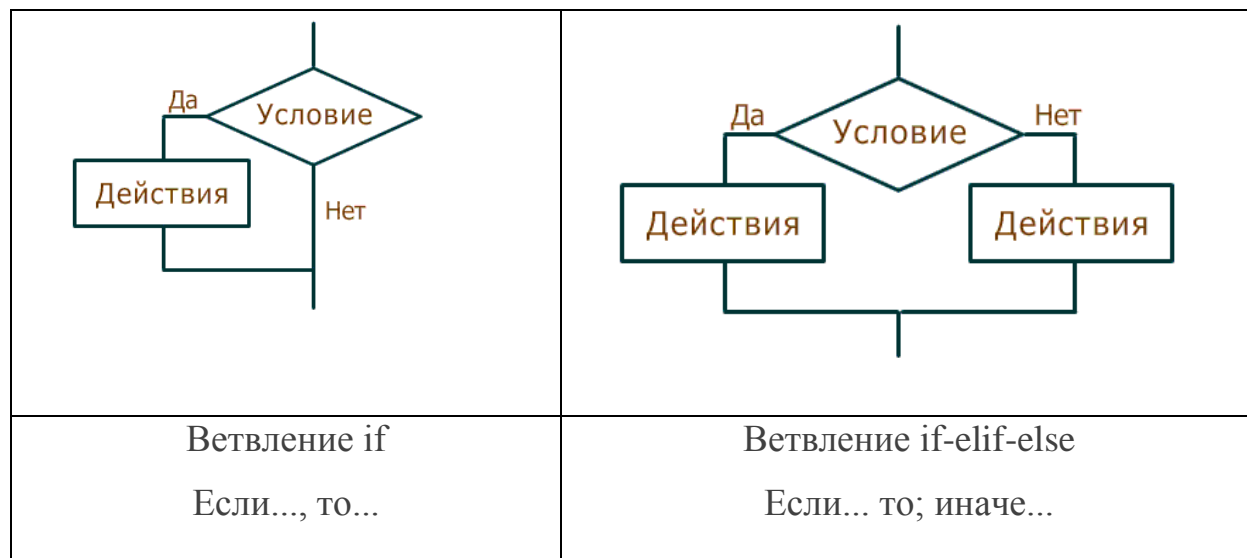 Да
Условие
Действия
Нет
Да
Условие
Нет
Действия
Действия
Ветвление if
Если..., то...
Ветвление if-elif-else
Если... то; иначе...